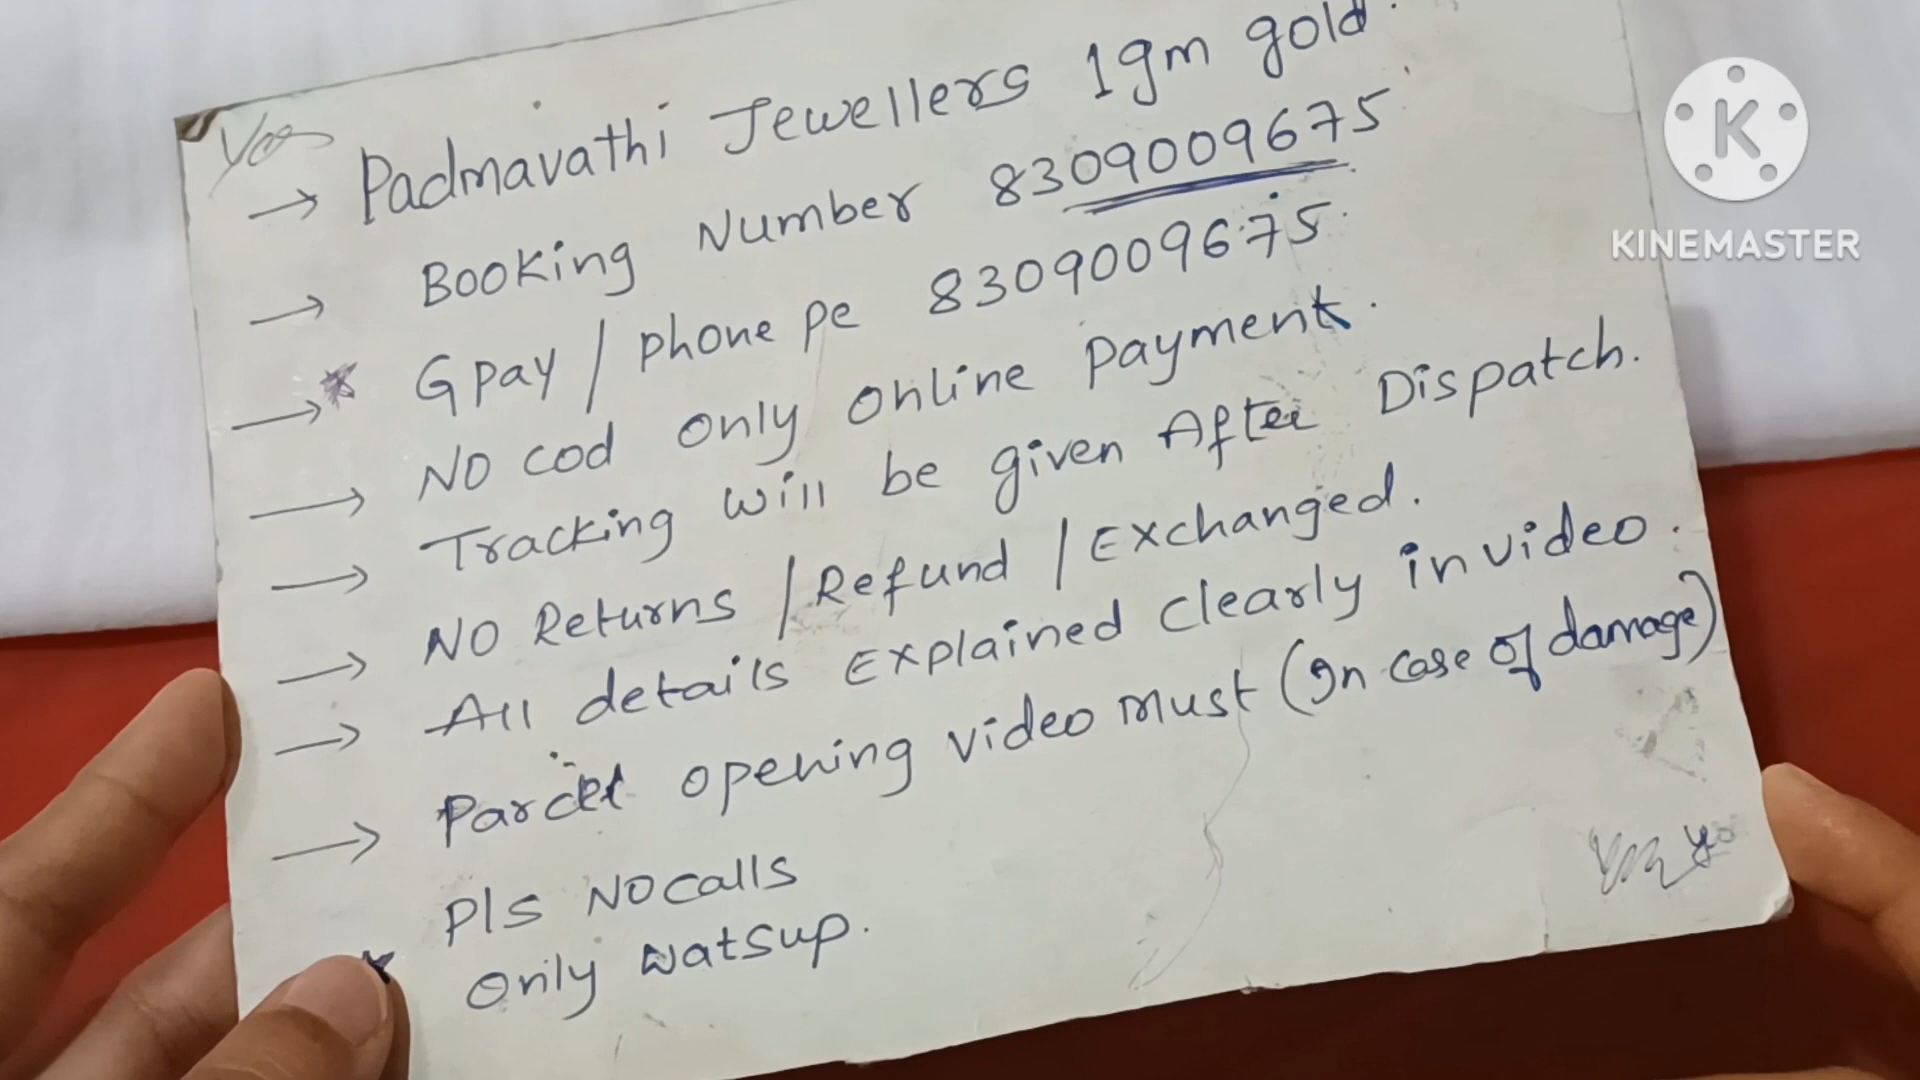 Padmavathi Jewellers 1gm gold.
Booking Number 8309009675
Gpay / phone pe 8309009675.
NO cod only online payment.
Tracking will be given After Dispatch.
NO Returns / Refund / Exchanged.
All details Explained clearly in video.
Parcel opening video must (In case of damage)
Pls NO calls
only watsup.
KINEMASTER